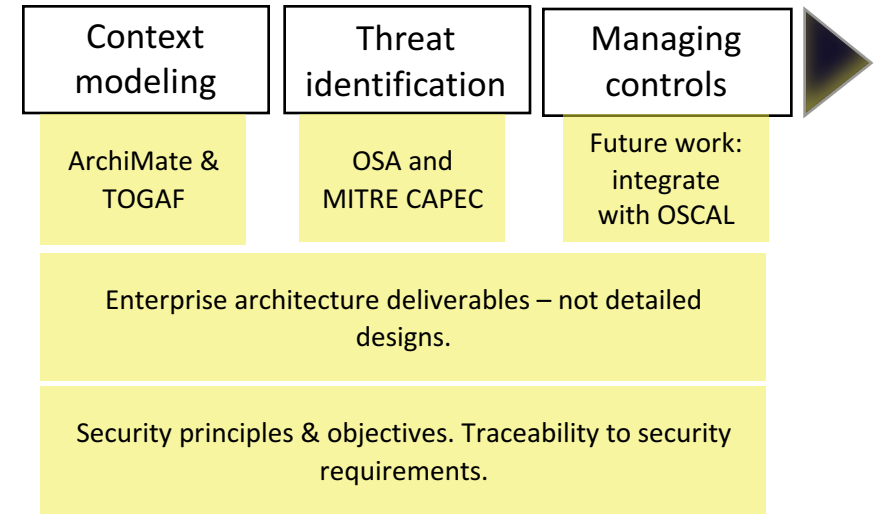 Context
modeling
Threat
identification
Managing
controls
ArchiMate &
TOGAF
OSA and
MITRE CAPEC
Future work:
integrate
with OSCAL
Enterprise architecture deliverables – not detailed
designs.
Security principles & objectives. Traceability to security
requirements.